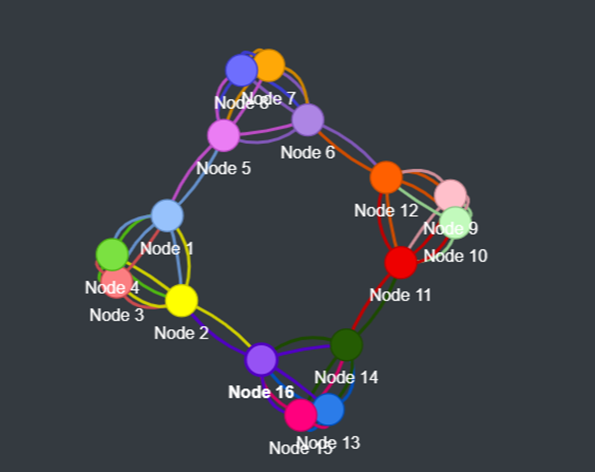 Node 8
Node 7
Node 6
Node 5
Node 12
Node 9
Node 10
Node 1
Node 4
Node 3
Node 2
Node 11
Node 14
Node 16
Node 13
Node 15